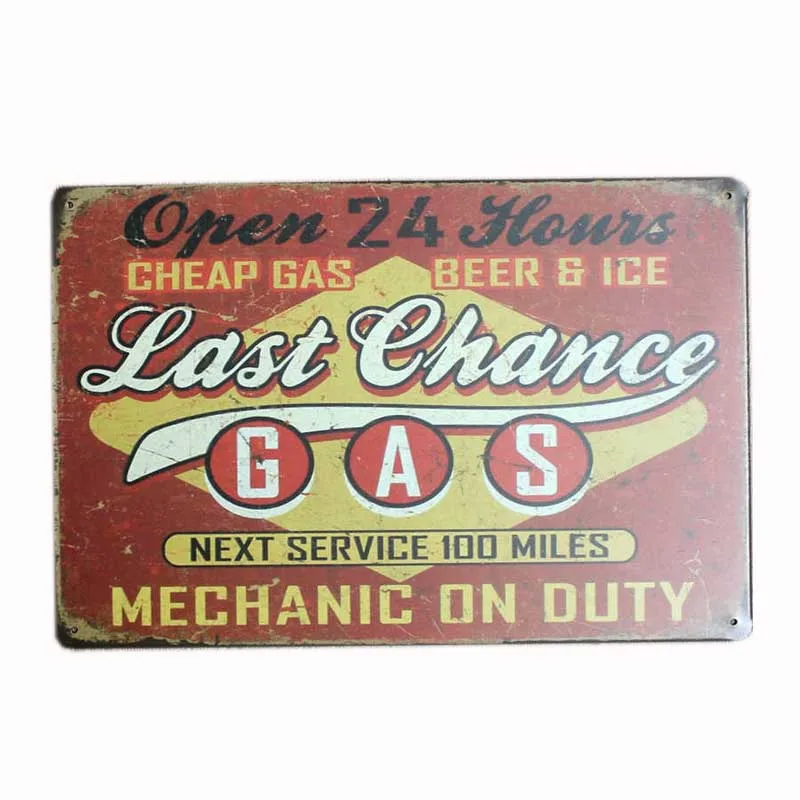 Open 24 Hours
CHEAP GAS BEER & ICE
Last Chance
GAS
NEXT SERVICE 100 MILES
MECHANIC ON DUTY